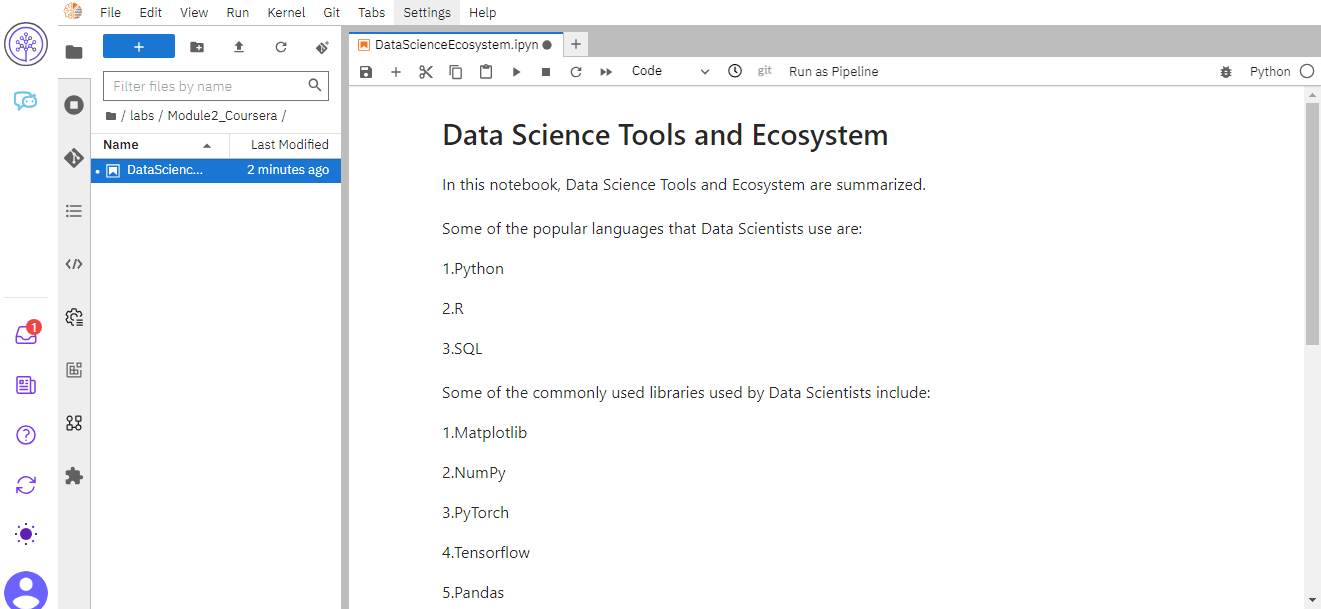 File Edit View Run Kernel Git Tabs Settings Help
+
Filter files by name
/ labs / Module2_Coursera /
Name Last Modified
DataScienc... 2 minutes ago
1
DataScienceEcosystem.ipyn
+
Code git Run as Pipeline Python
Data Science Tools and Ecosystem
In this notebook, Data Science Tools and Ecosystem are summarized.
Some of the popular languages that Data Scientists use are:
1.Python
2.R
3.SQL
Some of the commonly used libraries used by Data Scientists include:
1.Matplotlib
2.NumPy
3.PyTorch
4.Tensorflow
5.Pandas